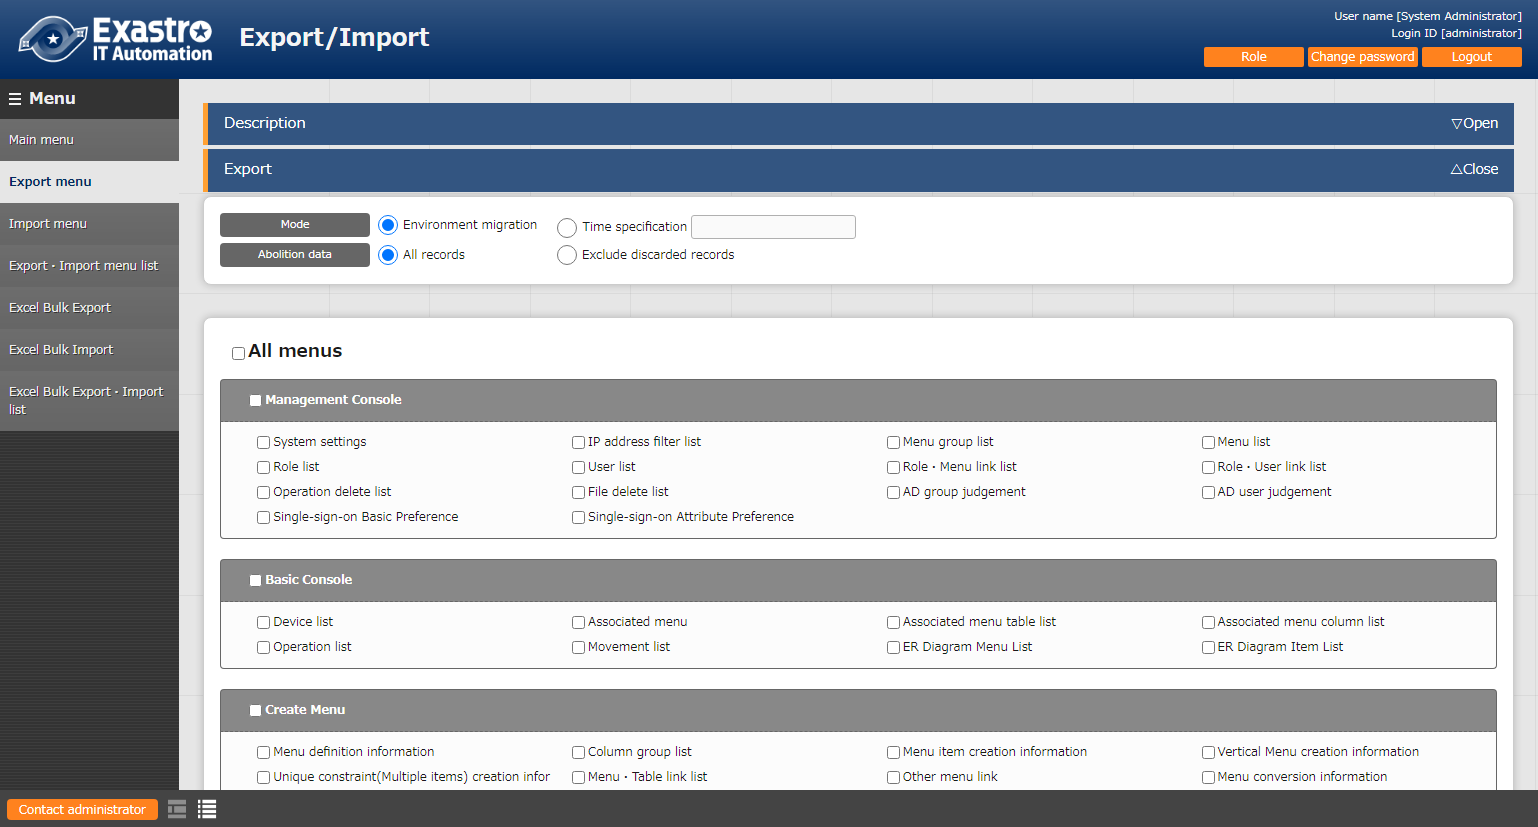 Exastro
IT Automation
Export/Import
User name [System Administrator]
Login ID [administrator]
Role
Change password
Logout
Menu
Main menu
Export menu
Import menu
Export・Import menu list
Excel Bulk Export
Excel Bulk Import
Excel Bulk Export・Import
list
Description
▽Open
Export
△Close
Mode
Environment migration
Time specification
Abolition data
All records
Exclude discarded records
All menus
Management Console
System settings
IP address filter list
Menu group list
Menu list
Role list
User list
Role・Menu link list
Role・User link list
Operation delete list
File delete list
AD group judgement
AD user judgement
Single-sign-on Basic Preference
Single-sign-on Attribute Preference
Basic Console
Device list
Associated menu
Associated menu table list
Associated menu column list
Operation list
Movement list
ER Diagram Menu List
ER Diagram Item List
Create Menu
Menu definition information
Column group list
Menu item creation information
Vertical Menu creation information
Unique constraint(Multiple items) creation infor
Menu・Table link list
Other menu link
Menu conversion information
Contact administrator